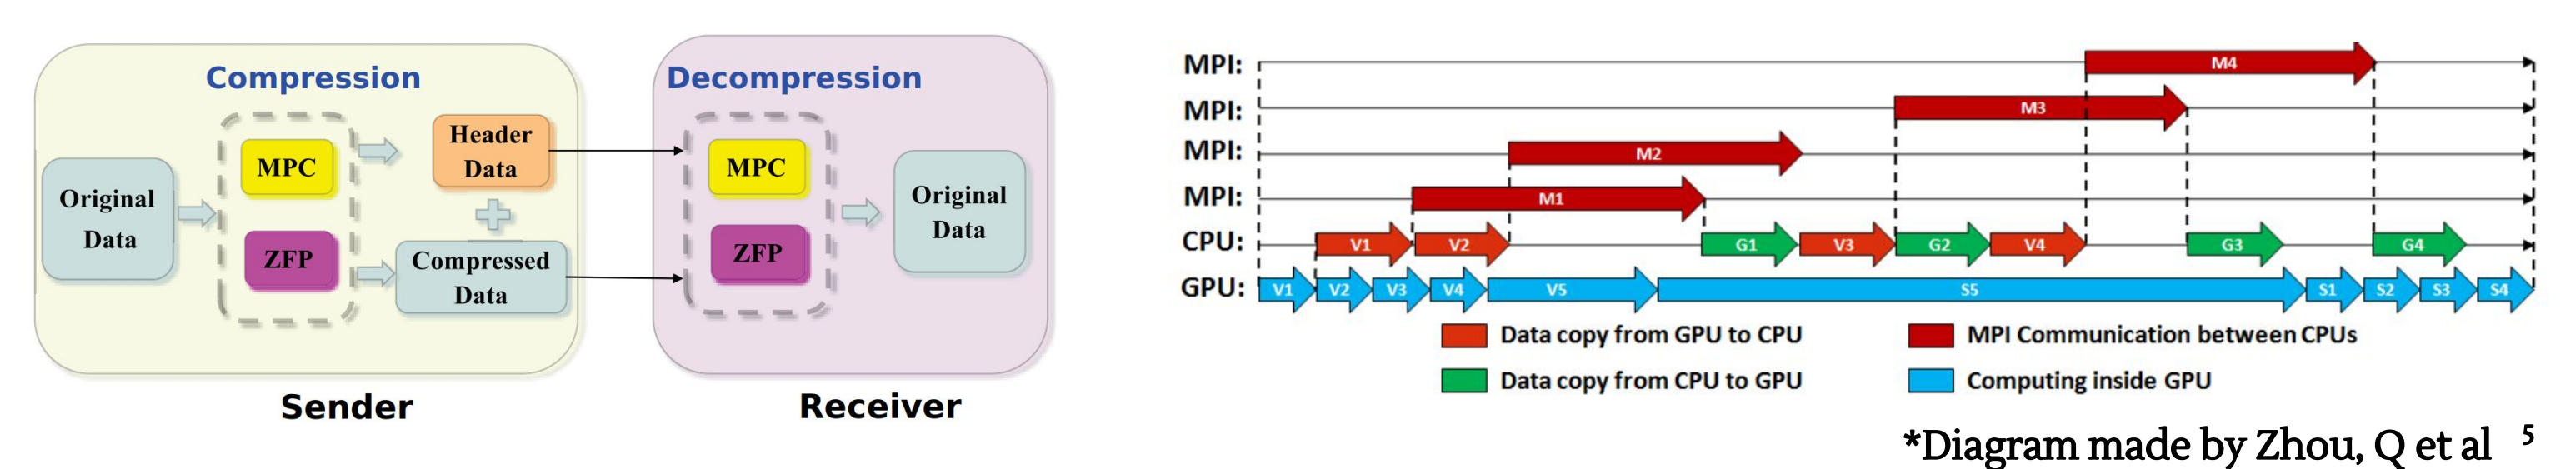 Compression
Original
Data
MPC
ZFP
Header
Data
Compressed
Data
Sender
Decompression
MPC
ZFP
Original
Data
Receiver
MPI:
M4
MPI:
M3
MPI:
M2
MPI:
M1
CPU:
V1
V2
G1
V3
G2
V4
G3
G4
GPU:
V1
V2
V3
V4
V5
S5
S1
S2
S3
S4
Data copy from GPU to CPU
MPI Communication between CPUs
Data copy from CPU to GPU
Computing inside GPU
*Diagram made by Zhou, Q et al 5